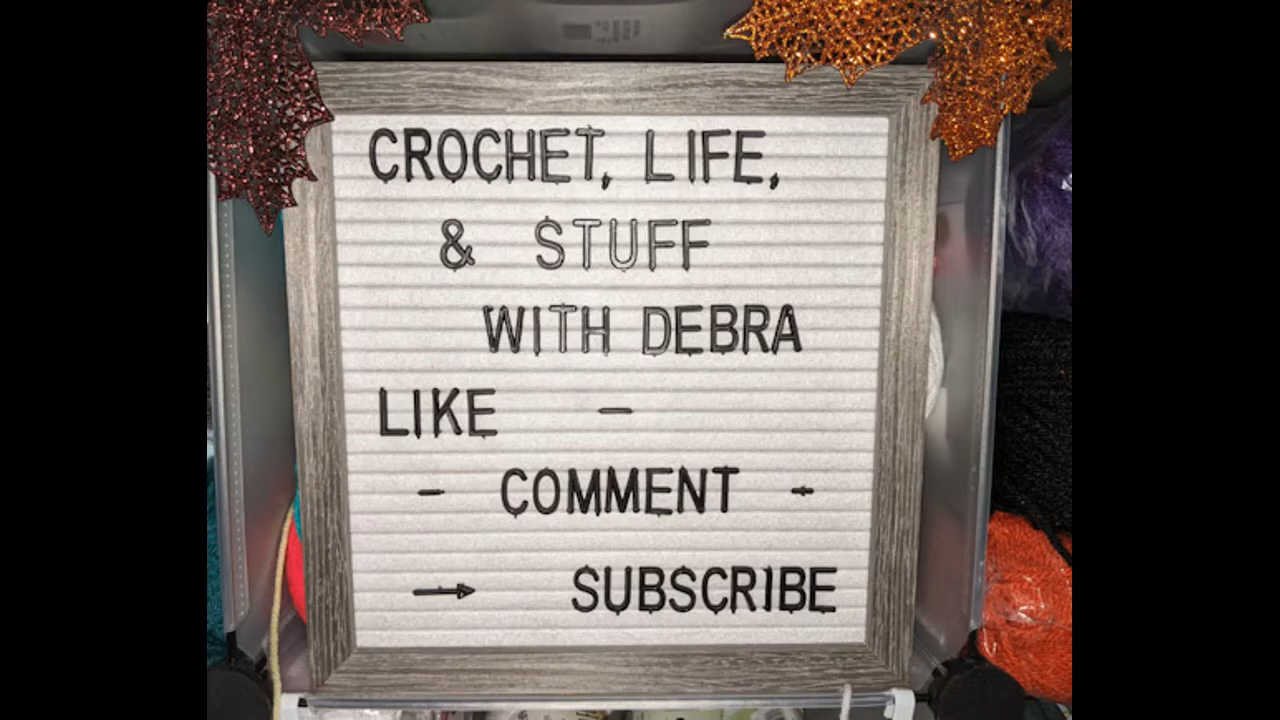 CROCHET, LIFE,
& STUFF
WITH DEBRA
LIKE -
- COMMENT -
→ SUBSCRIBE